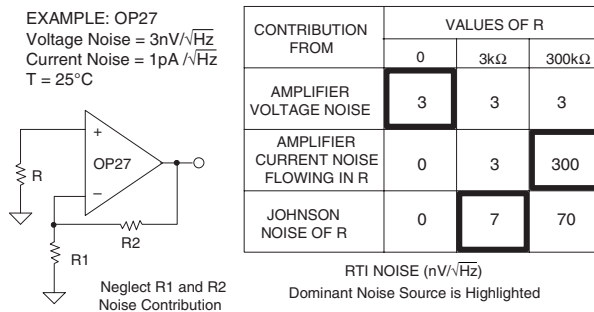 EXAMPLE: OP27
Voltage Noise = 3nV/√Hz
Current Noise = 1pA /√Hz
T = 25°C
+
OP27
–
R
R2
R1
Neglect R1 and R2
Noise Contribution
CONTRIBUTION
FROM
VALUES OF R
0 3kΩ 300kΩ
AMPLIFIER
VOLTAGE NOISE
3 3 3
AMPLIFIER
CURRENT NOISE
FLOWING IN R
0 3 300
JOHNSON
NOISE OF R
0 7 70
RTI NOISE (nV/√Hz)
Dominant Noise Source is Highlighted